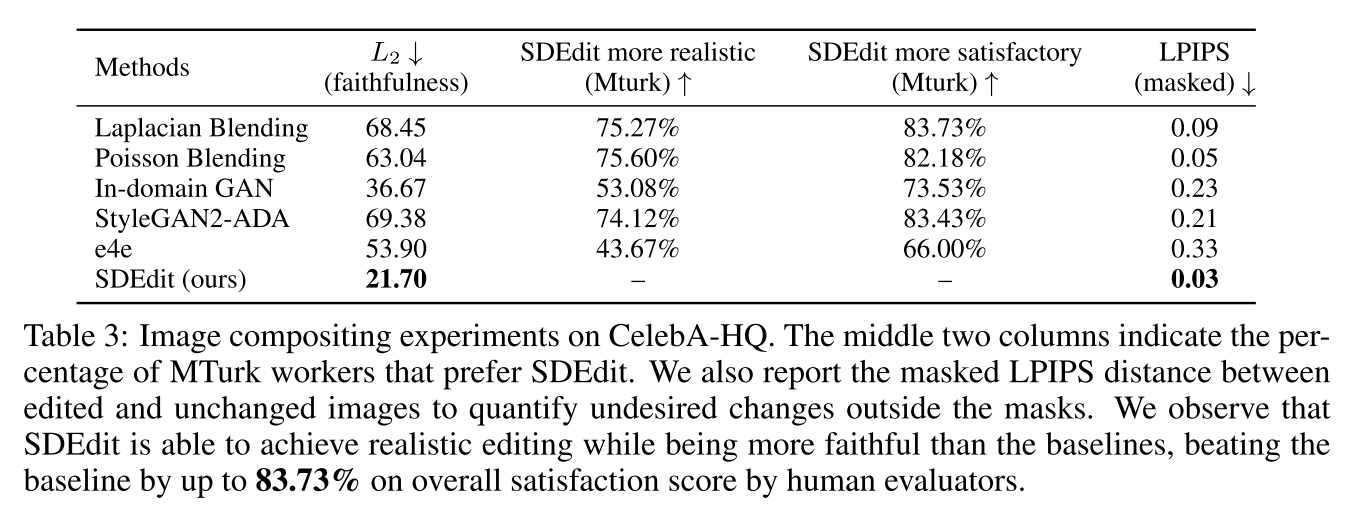 Methods L2 ↓ (faithfulness) SDEdit more realistic (Mturk) ↑ SDEdit more satisfactory (Mturk) ↑ LPIPS (masked) ↓
Laplacian Blending 68.45 75.27% 83.73% 0.09
Poisson Blending 63.04 75.60% 82.18% 0.05
In-domain GAN 36.67 53.08% 73.53% 0.23
StyleGAN2-ADA 69.38 74.12% 83.43% 0.21
e4e 53.90 43.67% 66.00% 0.33
SDEdit (ours) 21.70 – – 0.03
Table 3: Image compositing experiments on CelebA-HQ. The middle two columns indicate the per-
centage of MTurk workers that prefer SDEdit. We also report the masked LPIPS distance between
edited and unchanged images to quantify undesired changes outside the masks. We observe that
SDEdit is able to achieve realistic editing while being more faithful than the baselines, beating the
baseline by up to 83.73% on overall satisfaction score by human evaluators.